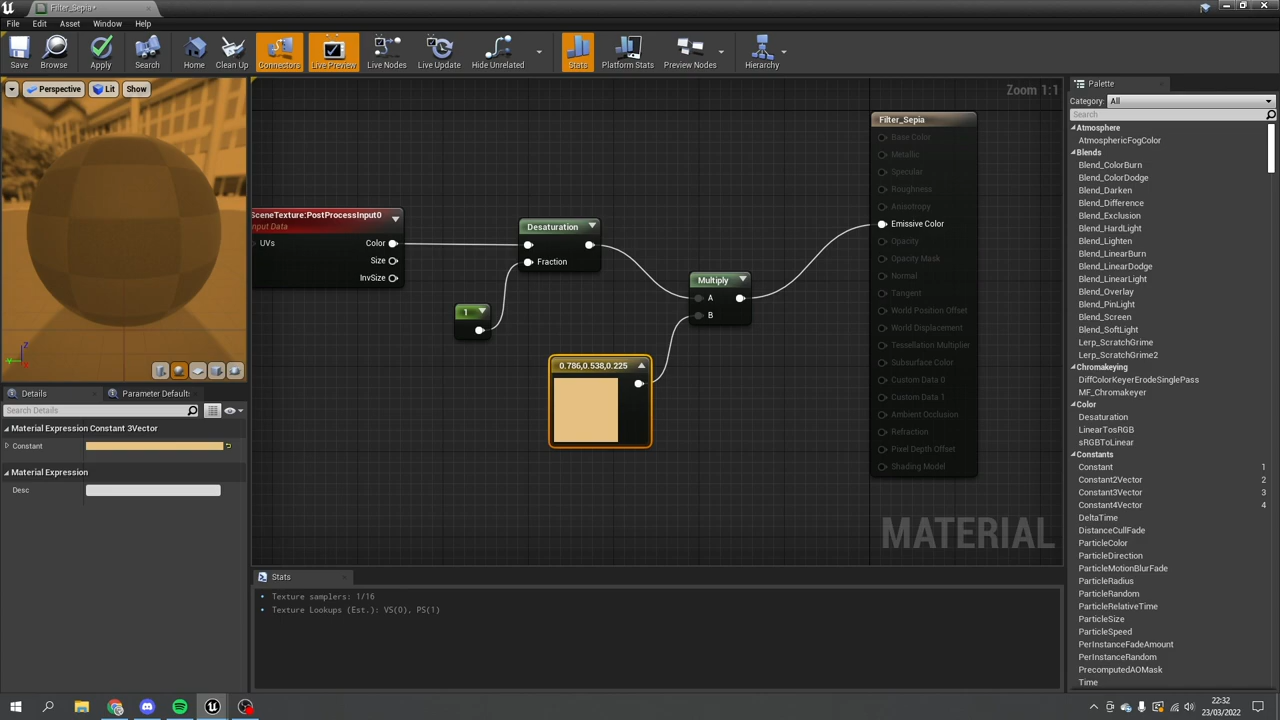 Filter_Sepia*
File Edit Asset Window Help
Save Browse Apply Search Home Clean Up Connectors Live Preview Live Nodes Live Update Hide Unrelated Stats Platform Stats Preview Nodes Hierarchy
Perspective Lit Show
Zoom 1:1
Palette
Category: All
Search
Atmosphere
AtmosphericFogColor
Blends
Blend_ColorBurn
Blend_ColorDodge
Blend_Darken
Blend_Difference
Blend_Exclusion
Blend_HardLight
Blend_Lighten
Blend_LinearBurn
Blend_LinearDodge
Blend_LinearLight
Blend_Overlay
Blend_PinLight
Blend_Screen
Blend_SoftLight
Lerp_ScratchGrime
Lerp_ScratchGrime2
Chromakeying
DiffColorKeyerErodeSinglePass
MF_Chromakeyer
Color
Desaturation
LinearTosRGB
sRGBToLinear
Constants
Constant 1
Constant2Vector 2
Constant3Vector 3
Constant4Vector 4
DeltaTime
DistanceCullFade
ParticleColor
ParticleDirection
ParticleMotionBlurFade
ParticleRadius
ParticleRandom
ParticleRelativeTime
ParticleSize
ParticleSpeed
PerInstanceFadeAmount
PerInstanceRandom
PrecomputedAOMask
Time
SceneTexture:PostProcessInput0
Input Data
UVs Color
Size
InvSize
Desaturation
Fraction
1
Multiply
A
B
0.786,0.538,0.225
Filter_Sepia
Base Color
Metallic
Specular
Roughness
Anisotropy
Emissive Color
Opacity
Opacity Mask
Normal
Tangent
World Position Offset
World Displacement
Tessellation Multiplier
Subsurface Color
Custom Data 0
Custom Data 1
Ambient Occlusion
Refraction
Pixel Depth Offset
Shading Model
MATERIAL
Details Parameter Default
Search Details
Material Expression Constant 3Vector
Constant
Material Expression
Desc
Stats
Texture samplers: 1/16
Texture Lookups (Est.): VS(0), PS(1)
22:32
23/03/2022